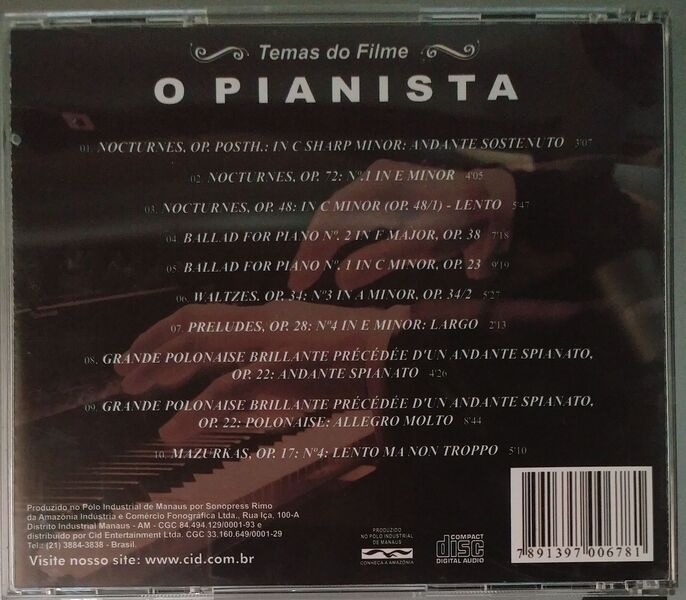 Temas do Filme
O PIANISTA
01. NOCTURNES, OP. POSTH.: IN C SHARP MINOR: ANDANTE SOSTENUTO 3'07
02. NOCTURNES, OP. 72: Nº.1 IN E MINOR 4'05
03. NOCTURNES, OP. 48: IN C MINOR (OP. 48/1) - LENTO 5'47
04. BALLAD FOR PIANO Nº. 2 IN F MAJOR, OP. 38 7'18
05. BALLAD FOR PIANO Nº. 1 IN C MINOR, OP. 23 9'19
06. WALTZES, OP. 34: Nº3 IN A MINOR, OP. 34/2 5'27
07. PRELUDES, OP. 28: Nº4 IN E MINOR: LARGO 2'13
08. GRANDE POLONAISE BRILLANTE PRÉCÉDÉE D'UN ANDANTE SPIANATO,
OP. 22: ANDANTE SPIANATO 4'26
09. GRANDE POLONAISE BRILLANTE PRÉCÉDÉE D'UN ANDANTE SPIANATO,
OP. 22: POLONAISE: ALLEGRO MOLTO 8'44
10. MAZURKAS, OP. 17: Nº4: LENTO MA NON TROPPO 5'10
Produzido no Polo Industrial de Manaus por Sonopress Rimo
da Amazônia Indústria e Comércio Fonográfica Ltda., Rua Iça, 100-A
Distrito Industrial Manaus - AM - CGC 84.494.129/0001-93 e
distribuido por Cid Entertainment Ltda. CGC 33.160.649/0001-29
Tel: (21) 3884-3838 - Brasil.
Visite nosso site: www.cid.com.br
PRODUZIDO
NO PÓLO INDUSTRIAL
DE MANAUS
CONHEÇA A AMAZÔNIA
COMPACT
disc
DIGITAL AUDIO
7 891397 006781